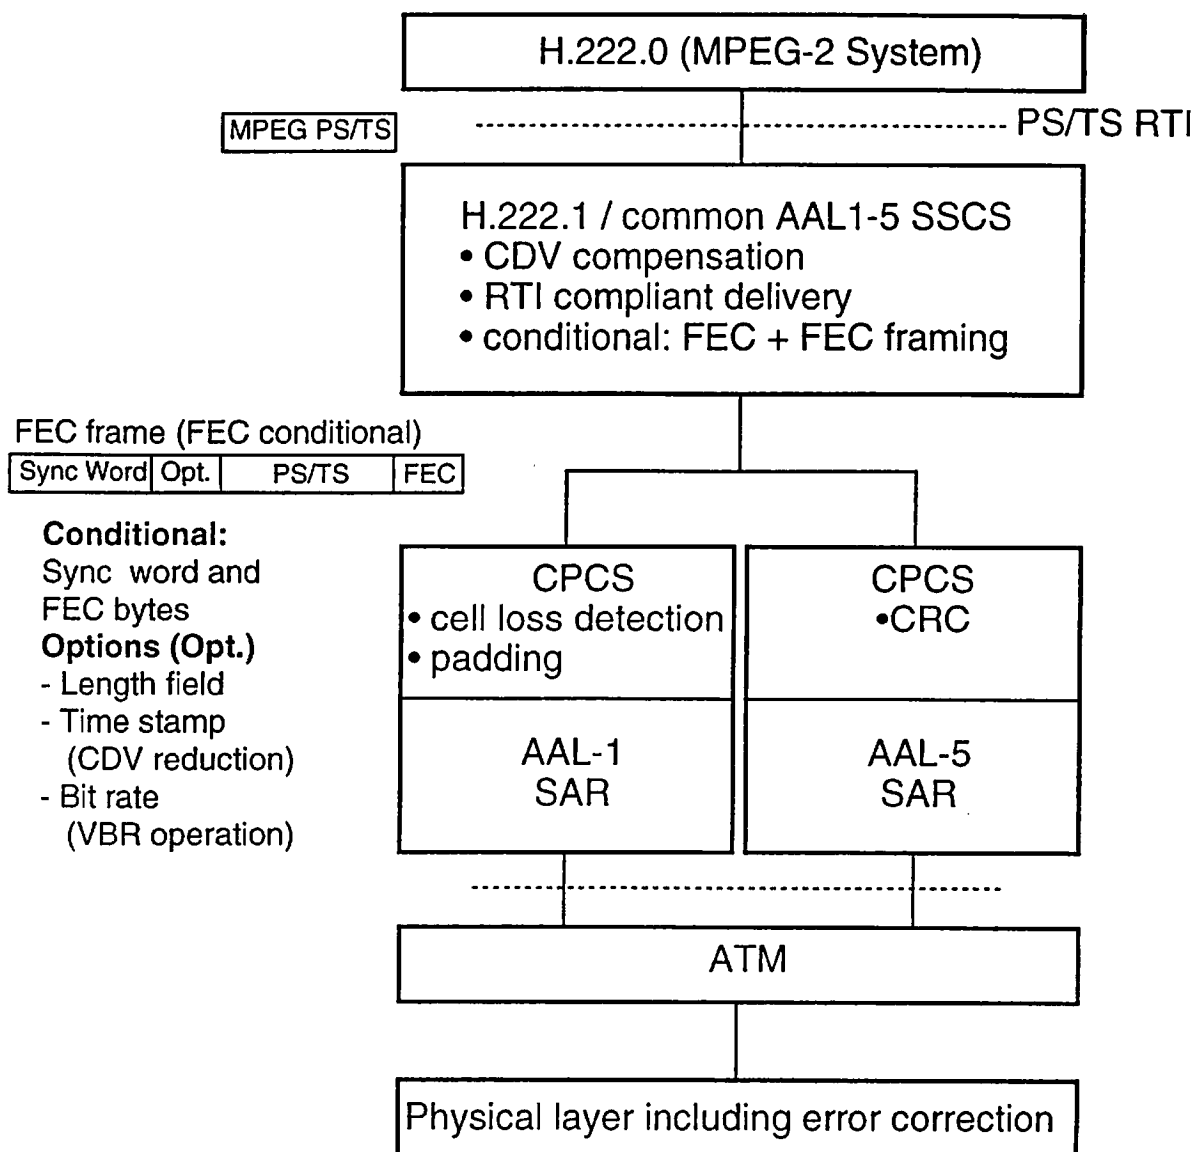 H.222.0 (MPEG-2 System)
MPEG PS/TS
PS/TS RTI
H.222.1 / common AAL1-5 SSCS
• CDV compensation
• RTI compliant delivery
• conditional: FEC + FEC framing
FEC frame (FEC conditional)
Sync Word Opt. PS/TS FEC
Conditional:
Sync word and
FEC bytes
Options (Opt.)
- Length field
- Time stamp
(CDV reduction)
- Bit rate
(VBR operation)
CPCS
• cell loss detection
• padding
CPCS
•CRC
AAL-1
SAR
AAL-5
SAR
ATM
Physical layer including error correction